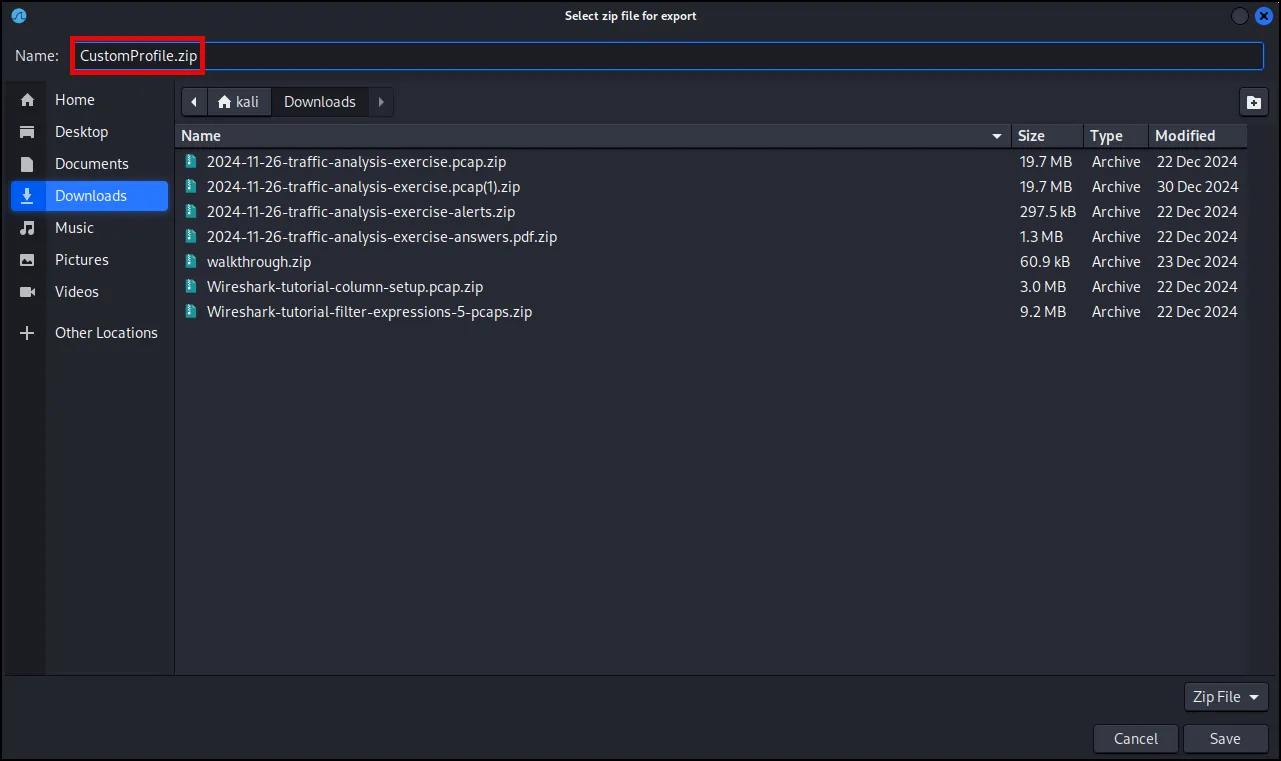 Select zip file for export
Name: CustomProfile.zip
Home
Desktop
Documents
Downloads
Music
Pictures
Videos
Other Locations
kali Downloads
Name Size Type Modified
2024-11-26-traffic-analysis-exercise.pcap.zip 19.7 MB Archive 22 Dec 2024
2024-11-26-traffic-analysis-exercise.pcap(1).zip 19.7 MB Archive 30 Dec 2024
2024-11-26-traffic-analysis-exercise-alerts.zip 297.5 kB Archive 22 Dec 2024
2024-11-26-traffic-analysis-exercise-answers.pdf.zip 1.3 MB Archive 22 Dec 2024
walkthrough.zip 60.9 kB Archive 23 Dec 2024
Wireshark-tutorial-column-setup.pcap.zip 3.0 MB Archive 22 Dec 2024
Wireshark-tutorial-filter-expressions-5-pcaps.zip 9.2 MB Archive 22 Dec 2024
Zip File
Cancel Save